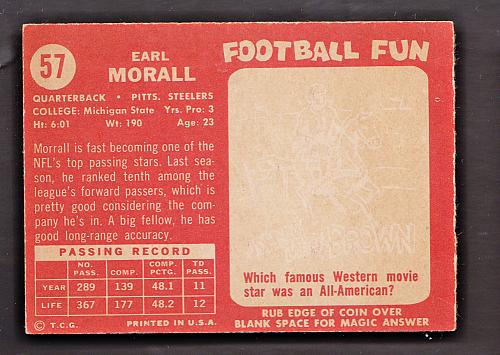 57
EARL
MORALL
QUARTERBACK • PITTS. STEELERS
COLLEGE: Michigan State Yrs. Pro: 3
Ht: 6:01 Wt: 190 Age: 23
Morrall is fast becoming one of the
NFL's top passing stars. Last sea-
son, he ranked tenth among the
league's forward passers, which is
pretty good considering the com-
pany he's in. A big fellow, he has
good long-range accuracy.
PASSING RECORD
NO. PASS. COMP. COMP. PCTG. TD PASS
YEAR 289 139 48.1 11
LIFE 367 177 48.2 12
© T.C.G. PRINTED IN U.S.A.
FOOTBALL FUN
BROWN
Which famous Western movie
star was an All-American?
RUB EDGE OF COIN OVER
BLANK SPACE FOR MAGIC ANSWER